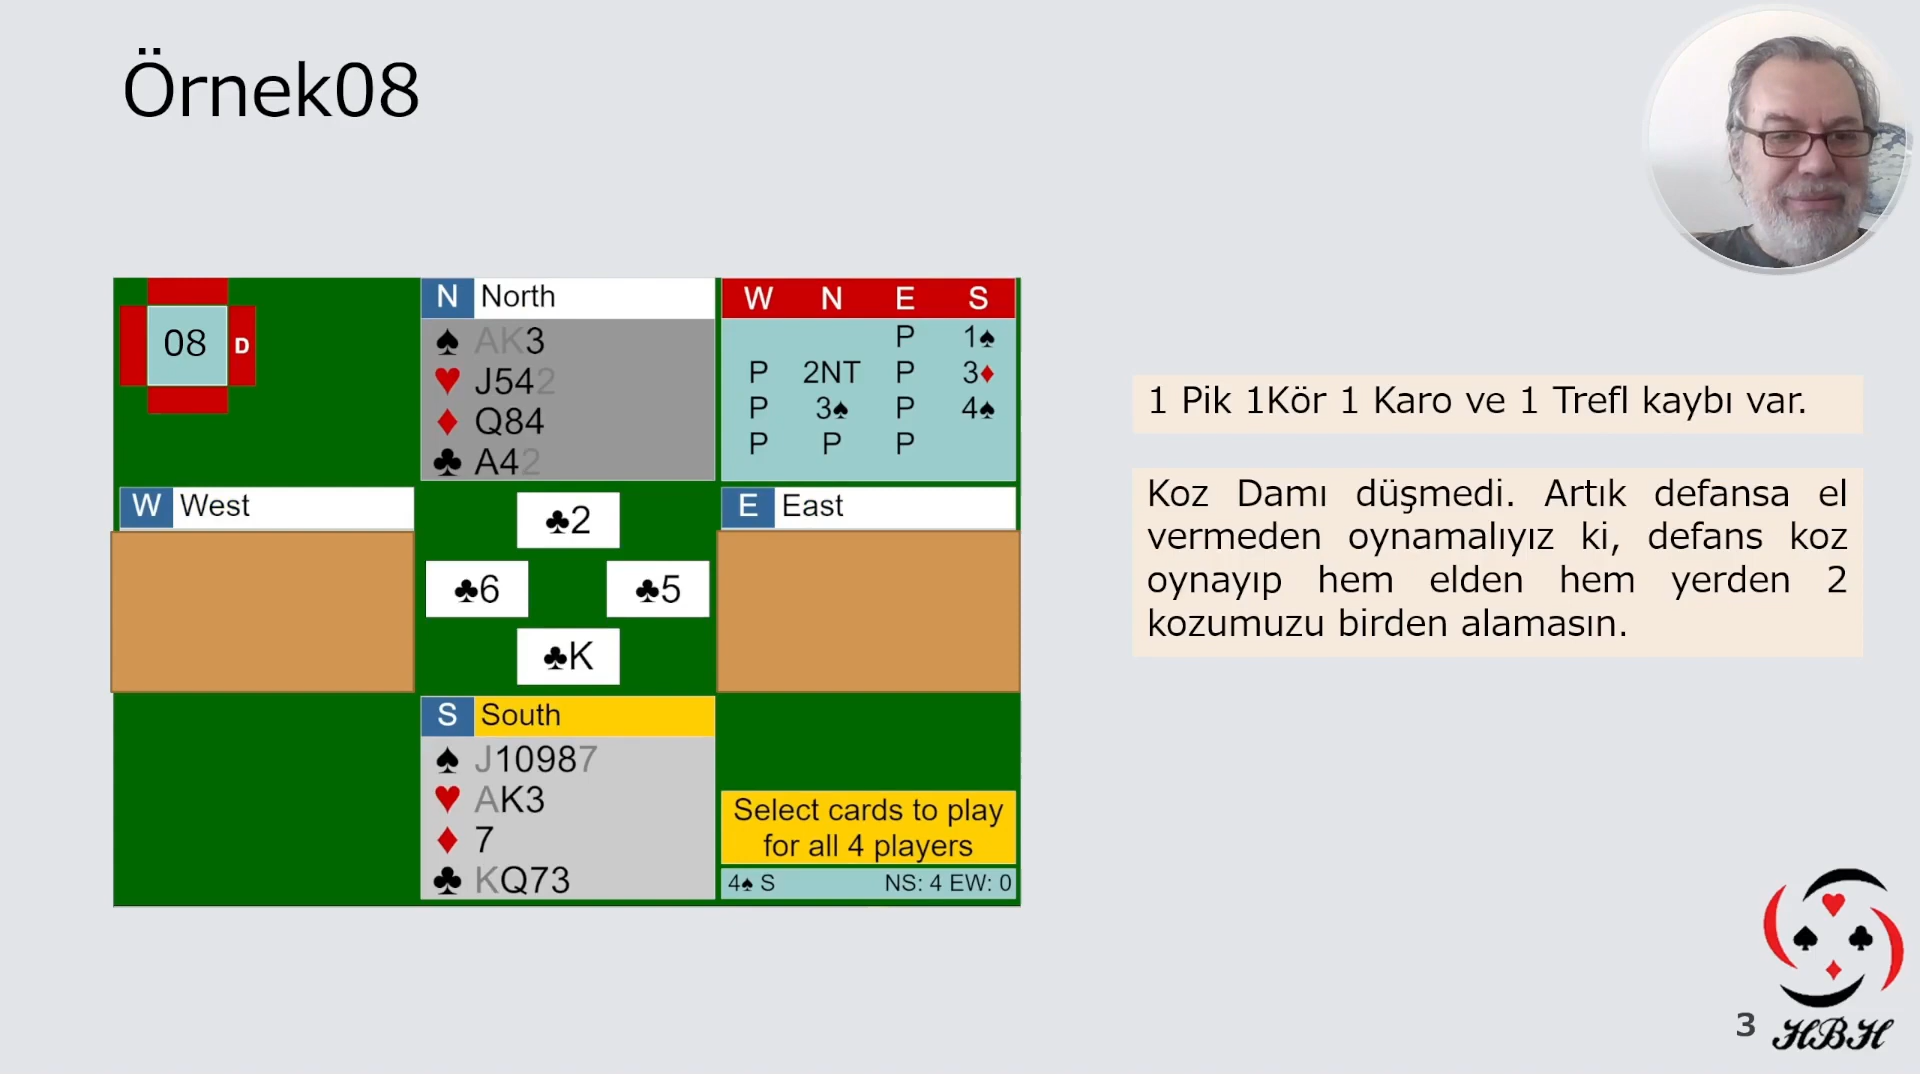 Örnek08
08
D
N North
♠ AK3
♥ J542
♦ Q84
♣ A42
W N E S
P 1♠
P 2NT P 3♦
P 3♠ P 4♠
P P P
W West
E East
♣2
♣6
♣5
♣K
S South
♠ J10987
♥ AK3
♦ 7
♣ KQ73
Select cards to play
for all 4 players
4♠ S NS: 4 EW: 0
1 Pik 1Kör 1 Karo ve 1 Trefl kaybı var.
Koz Damı düşmedi. Artık defansa el
vermeden oynamalıyız ki, defans koz
oynayıp hem elden hem yerden 2
kozumuzu birden alamasın.
3
HBH